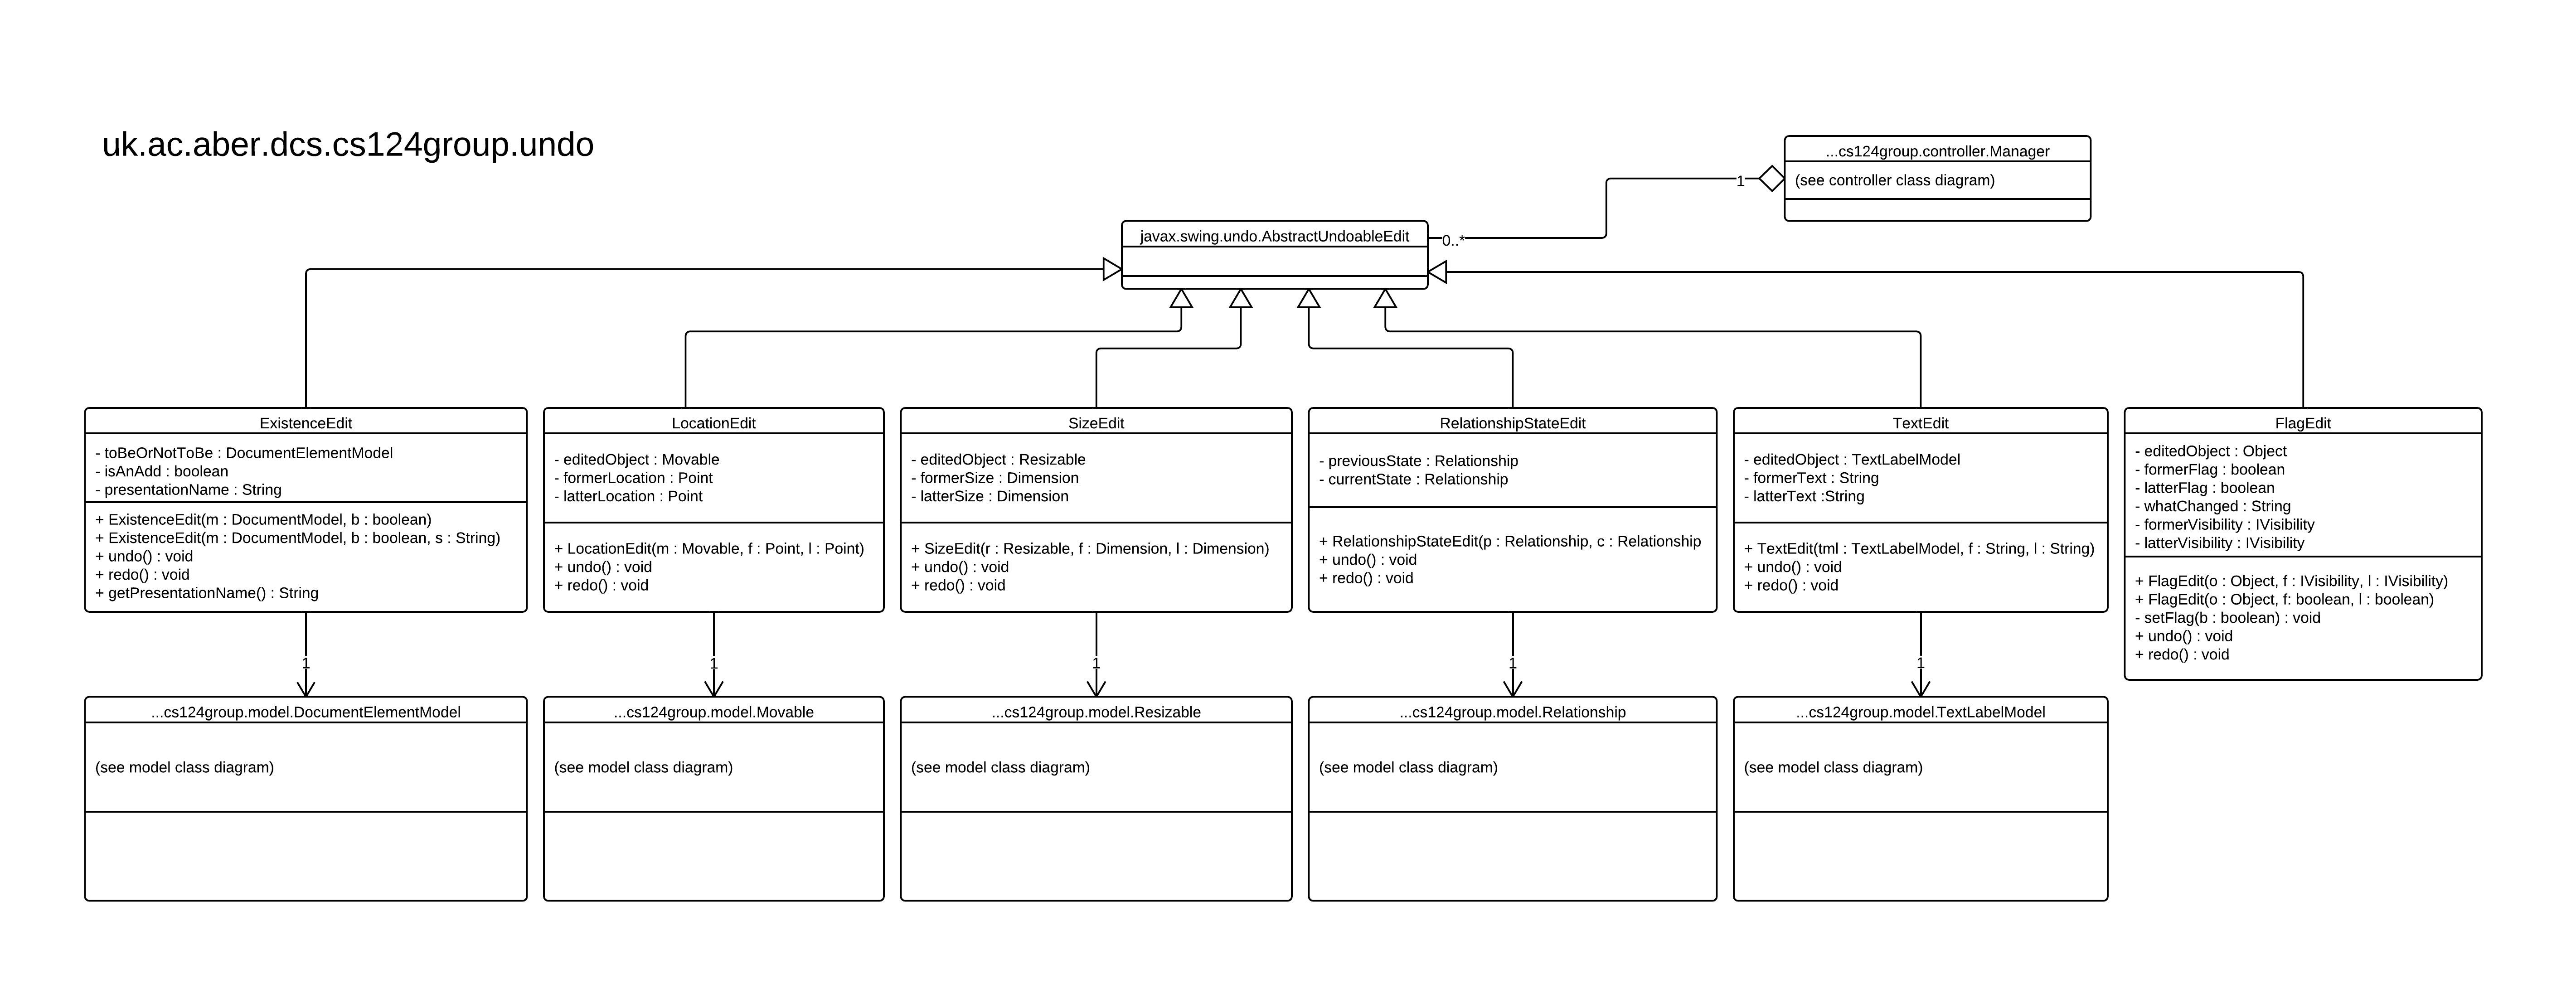 uk.ac.aber.dcs.cs124group.undo
...cs124group.controller.Manager
(see controller class diagram)
1
javax.swing.undo.AbstractUndoableEdit
0..*
ExistenceEdit
- toBeOrNotToBe : DocumentElementModel
- isAnAdd : boolean
- presentationName : String
+ ExistenceEdit(m : DocumentModel, b : boolean)
+ ExistenceEdit(m : DocumentModel, b : boolean, s : String)
+ undo() : void
+ redo() : void
+ getPresentationName() : String
LocationEdit
- editedObject : Movable
- formerLocation : Point
- latterLocation : Point
+ LocationEdit(m : Movable, f : Point, l : Point)
+ undo() : void
+ redo() : void
SizeEdit
- editedObject : Resizable
- formerSize : Dimension
- latterSize : Dimension
+ SizeEdit(r : Resizable, f : Dimension, l : Dimension)
+ undo() : void
+ redo() : void
RelationshipStateEdit
- previousState : Relationship
- currentState : Relationship
+ RelationshipStateEdit(p : Relationship, c : Relationship
+ undo() : void
+ redo() : void
TextEdit
- editedObject : TextLabelModel
- formerText : String
- latterText :String
+ TextEdit(tml : TextLabelModel, f : String, l : String)
+ undo() : void
+ redo() : void
FlagEdit
- editedObject : Object
- formerFlag : boolean
- latterFlag : boolean
- whatChanged : String
- formerVisibility : IVisibility
- latterVisibility : IVisibility
+ FlagEdit(o : Object, f : IVisibility, l : IVisibility)
+ FlagEdit(o : Object, f: boolean, l : boolean)
- setFlag(b : boolean) : void
+ undo() : void
+ redo() : void
1
1
1
1
1
...cs124group.model.DocumentElementModel
(see model class diagram)
...cs124group.model.Movable
(see model class diagram)
...cs124group.model.Resizable
(see model class diagram)
...cs124group.model.Relationship
(see model class diagram)
...cs124group.model.TextLabelModel
(see model class diagram)